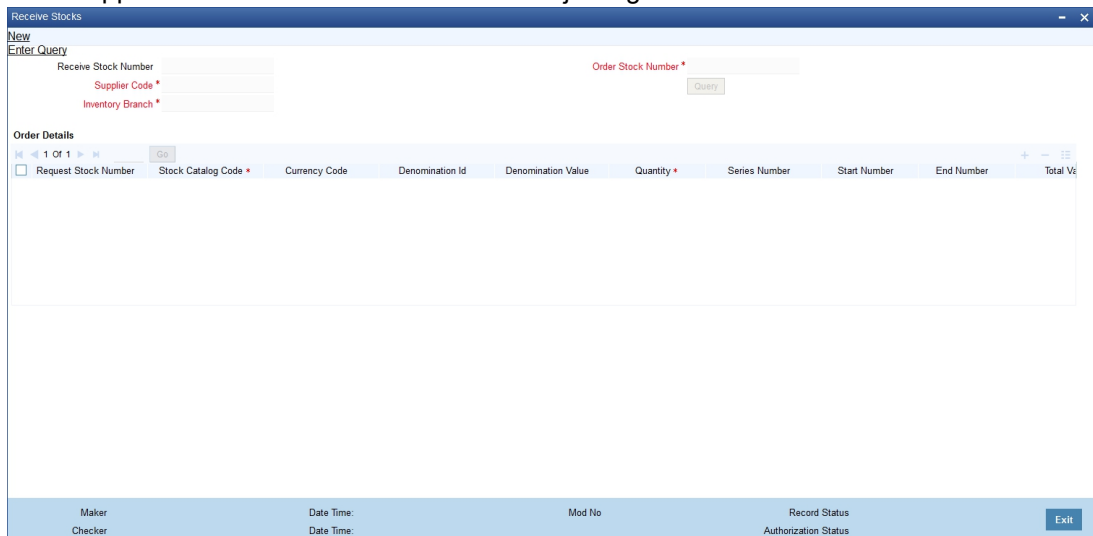 Receive Stocks
New
Enter Query
Receive Stock Number
Order Stock Number *
Supplier Code *
Query
Inventory Branch *
Order Details
1 Of 1 Go
Request Stock Number Stock Catalog Code * Currency Code Denomination Id Denomination Value Quantity * Series Number Start Number End Number Total Va
Maker Date Time: Mod No Record Status
Exit
Checker Date Time: Authorization Status